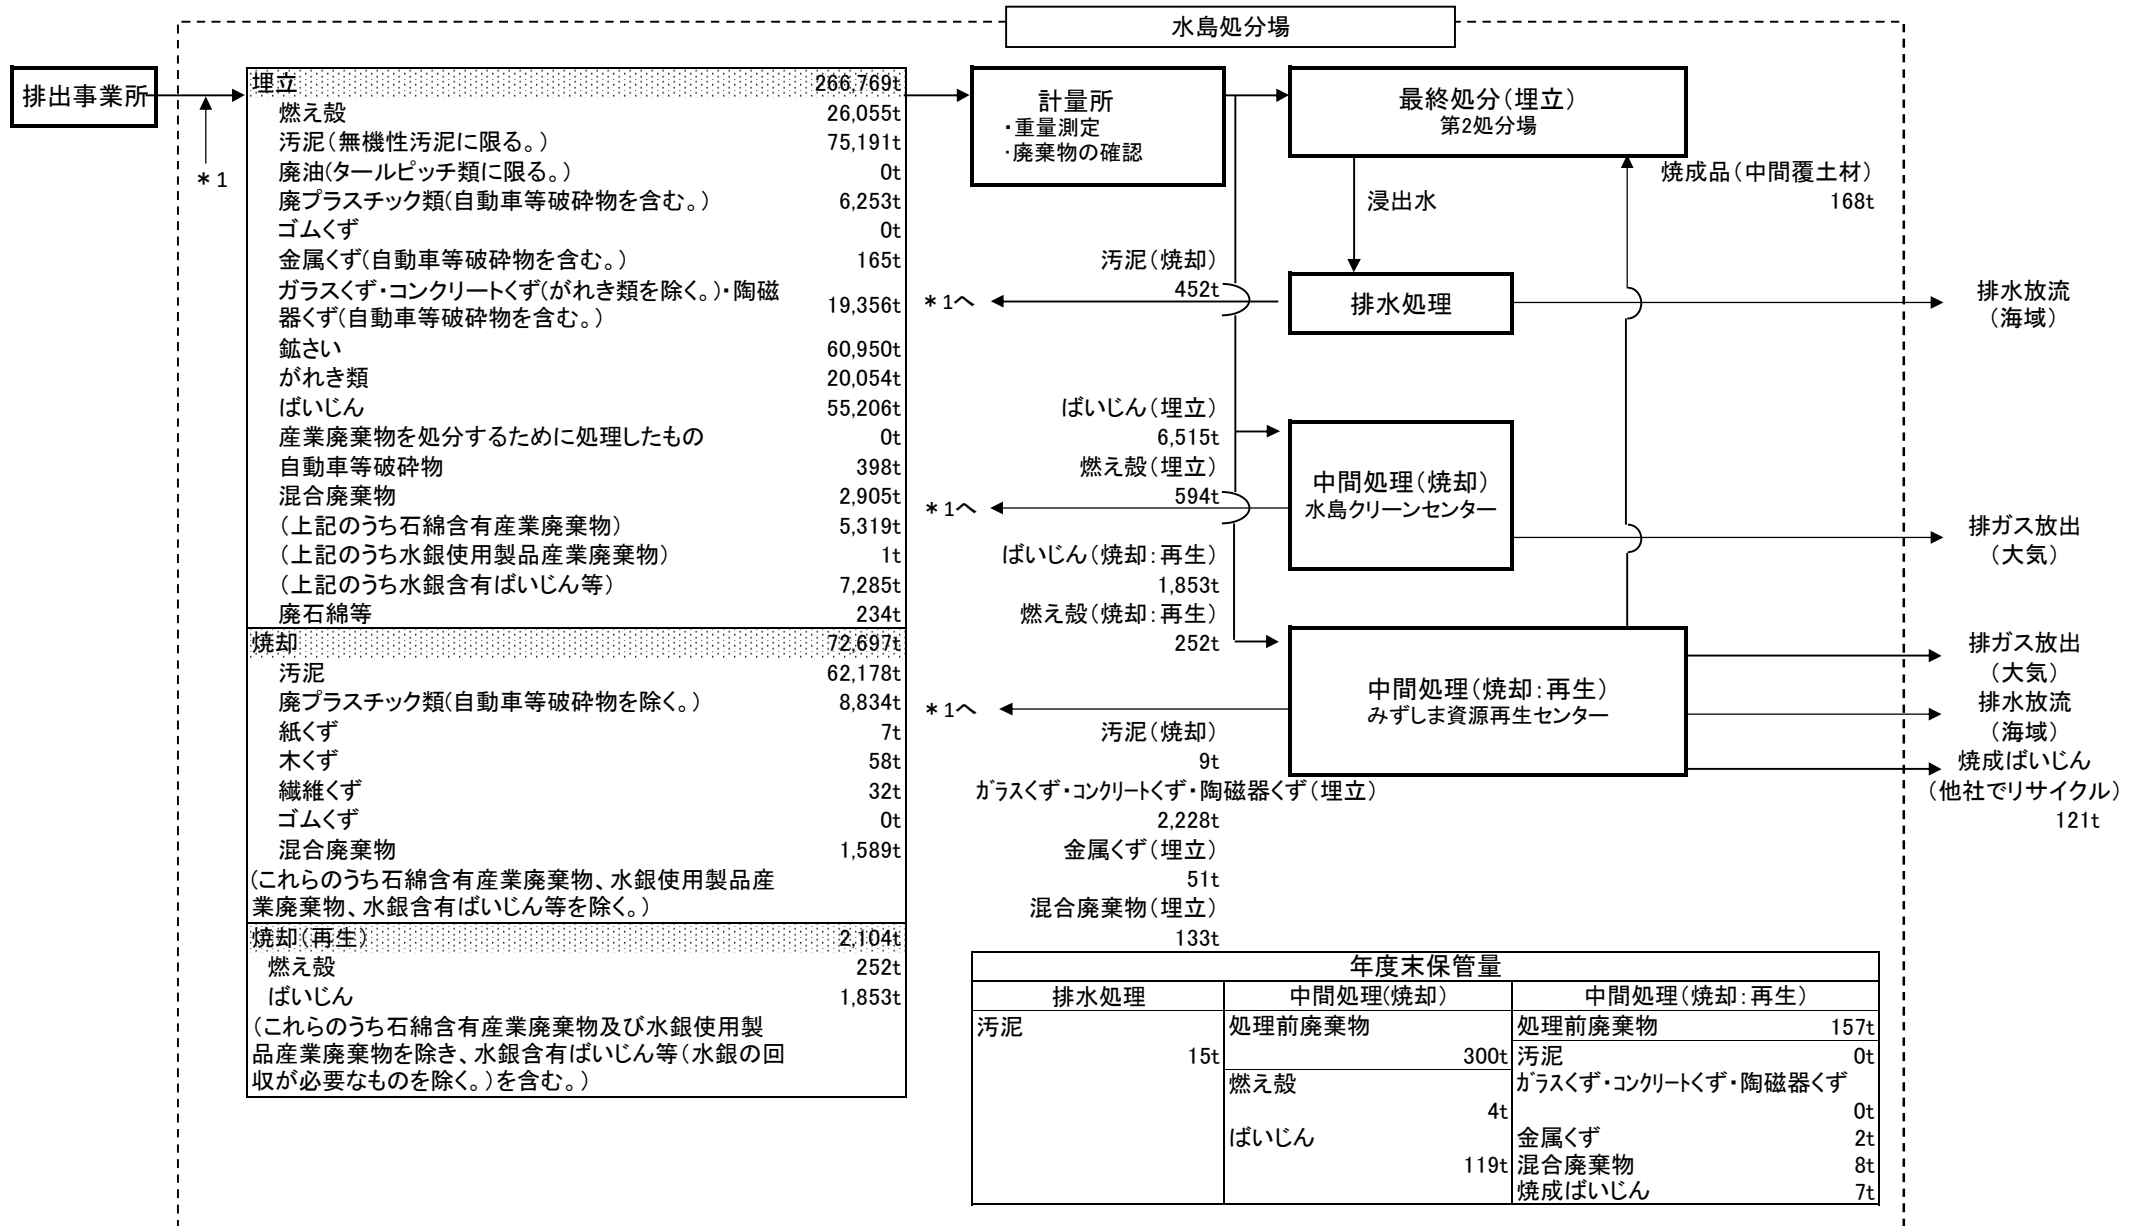 水島処分場
排出事業所
*1
埋立 266,769t
燃え殻 26,055t
汚泥(無機性汚泥に限る。) 75,191t
廃油(タールピッチ類に限る。) 0t
廃プラスチック類(自動車等破砕物を含む。) 6,253t
ゴムくず 0t
金属くず(自動車等破砕物を含む。) 165t
ガラスくず・コンクリートくず(がれき類を除く。)・陶磁
器くず(自動車等破砕物を含む。) 19,356t
鉱さい 60,950t
がれき類 20,054t
ばいじん 55,206t
産業廃棄物を処分するために処理したもの 0t
自動車等破砕物 398t
混合廃棄物 2,905t
(上記のうち石綿含有産業廃棄物) 5,319t
(上記のうち水銀使用製品産業廃棄物) 1t
(上記のうち水銀含有ばいじん等) 7,285t
廃石綿等 234t
焼却 72,697t
汚泥 62,178t
廃プラスチック類(自動車等破砕物を除く。) 8,834t
紙くず 7t
木くず 58t
繊維くず 32t
ゴムくず 0t
混合廃棄物 1,589t
(これらのうち石綿含有産業廃棄物、水銀使用製品産
業廃棄物、水銀含有ばいじん等を除く。)
焼却(再生) 2,104t
燃え殻 252t
ばいじん 1,853t
(これらのうち石綿含有産業廃棄物及び水銀使用製
品産業廃棄物を除き、水銀含有ばいじん等(水銀の回
収が必要なものを除く。)を含む。)
計量所
・重量測定
・廃棄物の確認
最終処分(埋立)
第2処分場
焼成品(中間覆土材)
168t
浸出水
汚泥(焼却)
452t
*1へ
排水処理
排水放流
(海域)
ばいじん(埋立)
6,515t
燃え殻(埋立)
594t
*1へ
中間処理(焼却)
水島クリーンセンター
排ガス放出
(大気)
ばいじん(焼却:再生)
1,853t
燃え殻(焼却:再生)
252t
*1へ
中間処理(焼却:再生)
みずしま資源再生センター
排ガス放出
(大気)
排水放流
(海域)
焼成ばいじん
(他社でリサイクル)
121t
汚泥(焼却)
9t
ガラスくず・コンクリートくず・陶磁器くず(埋立)
2,228t
金属くず(埋立)
51t
混合廃棄物(埋立)
133t
年度末保管量
排水処理 中間処理(焼却) 中間処理(焼却:再生)
汚泥 処理前廃棄物 処理前廃棄物 157t
15t 300t 汚泥 0t
燃え殻 ガラスくず・コンクリートくず・陶磁器くず
4t 0t
ばいじん 金属くず 2t
119t 混合廃棄物 8t
焼成ばいじん 7t